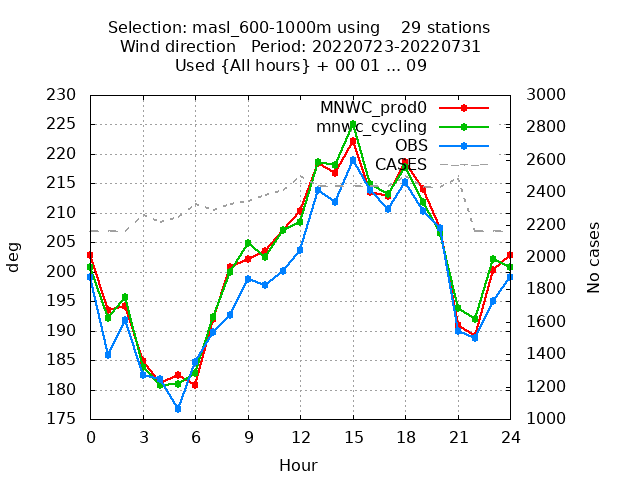 Selection: masl_600-1000m using    29 stations
Wind direction   Period: 20220723-20220731
Used {All hours} + 00 01 ... 09
MNWC_prod0
mnwc_cycling
OBS
CASES
deg
230
225
220
215
210
205
200
195
190
185
180
175
3000
2800
2600
2400
2200
2000
1800
1600
1400
1200
1000
No cases
0 3 6 9 12 15 18 21 24
Hour